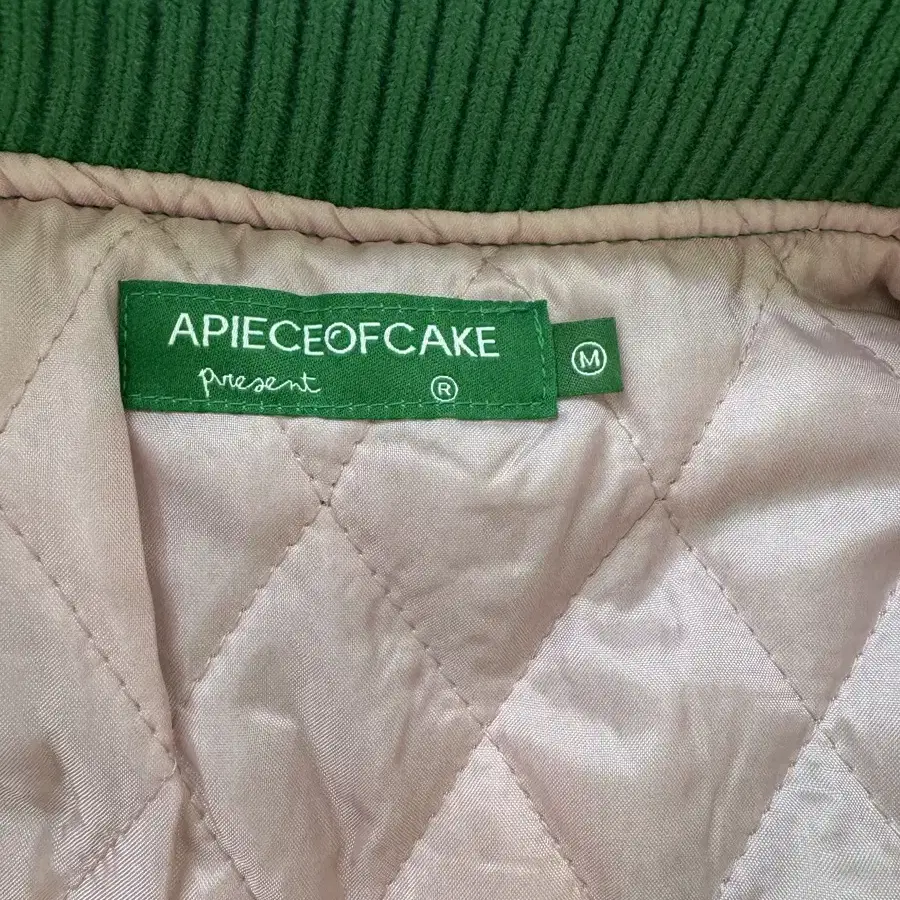 APIECEOFCAKE
present ®
M